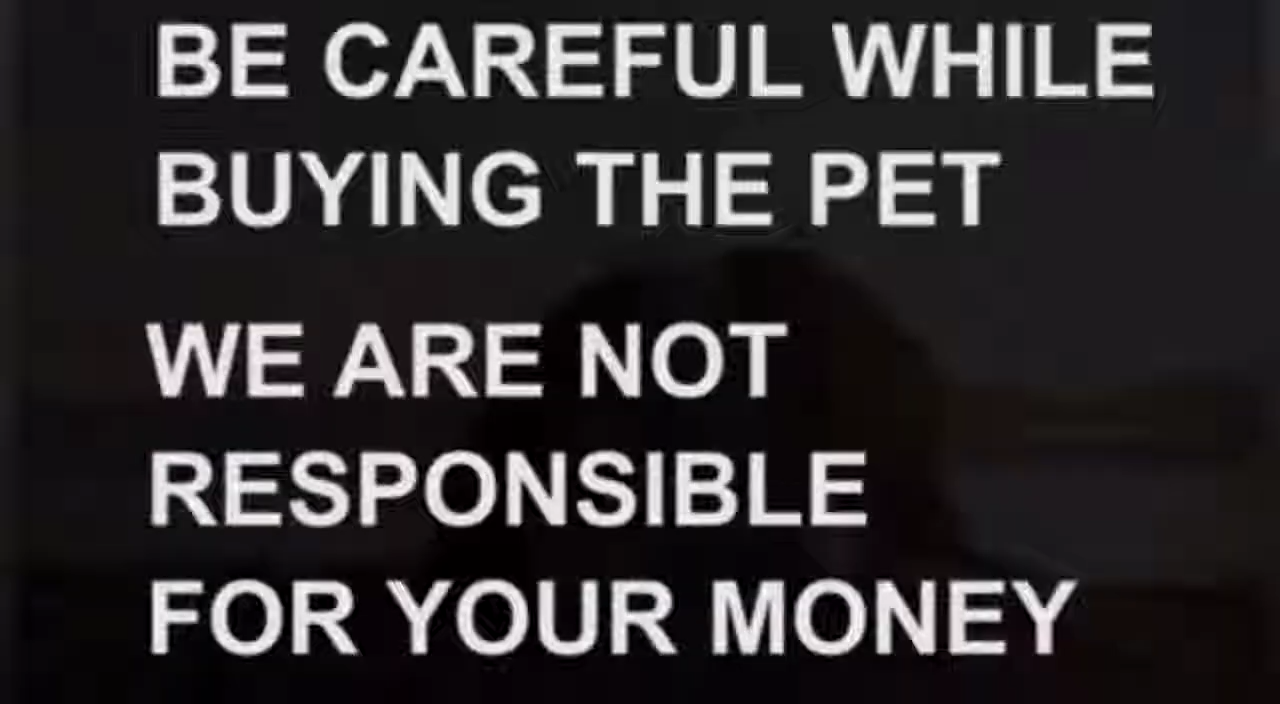 BE CAREFUL WHILE
BUYING THE PET
WE ARE NOT
RESPONSIBLE
FOR YOUR MONEY